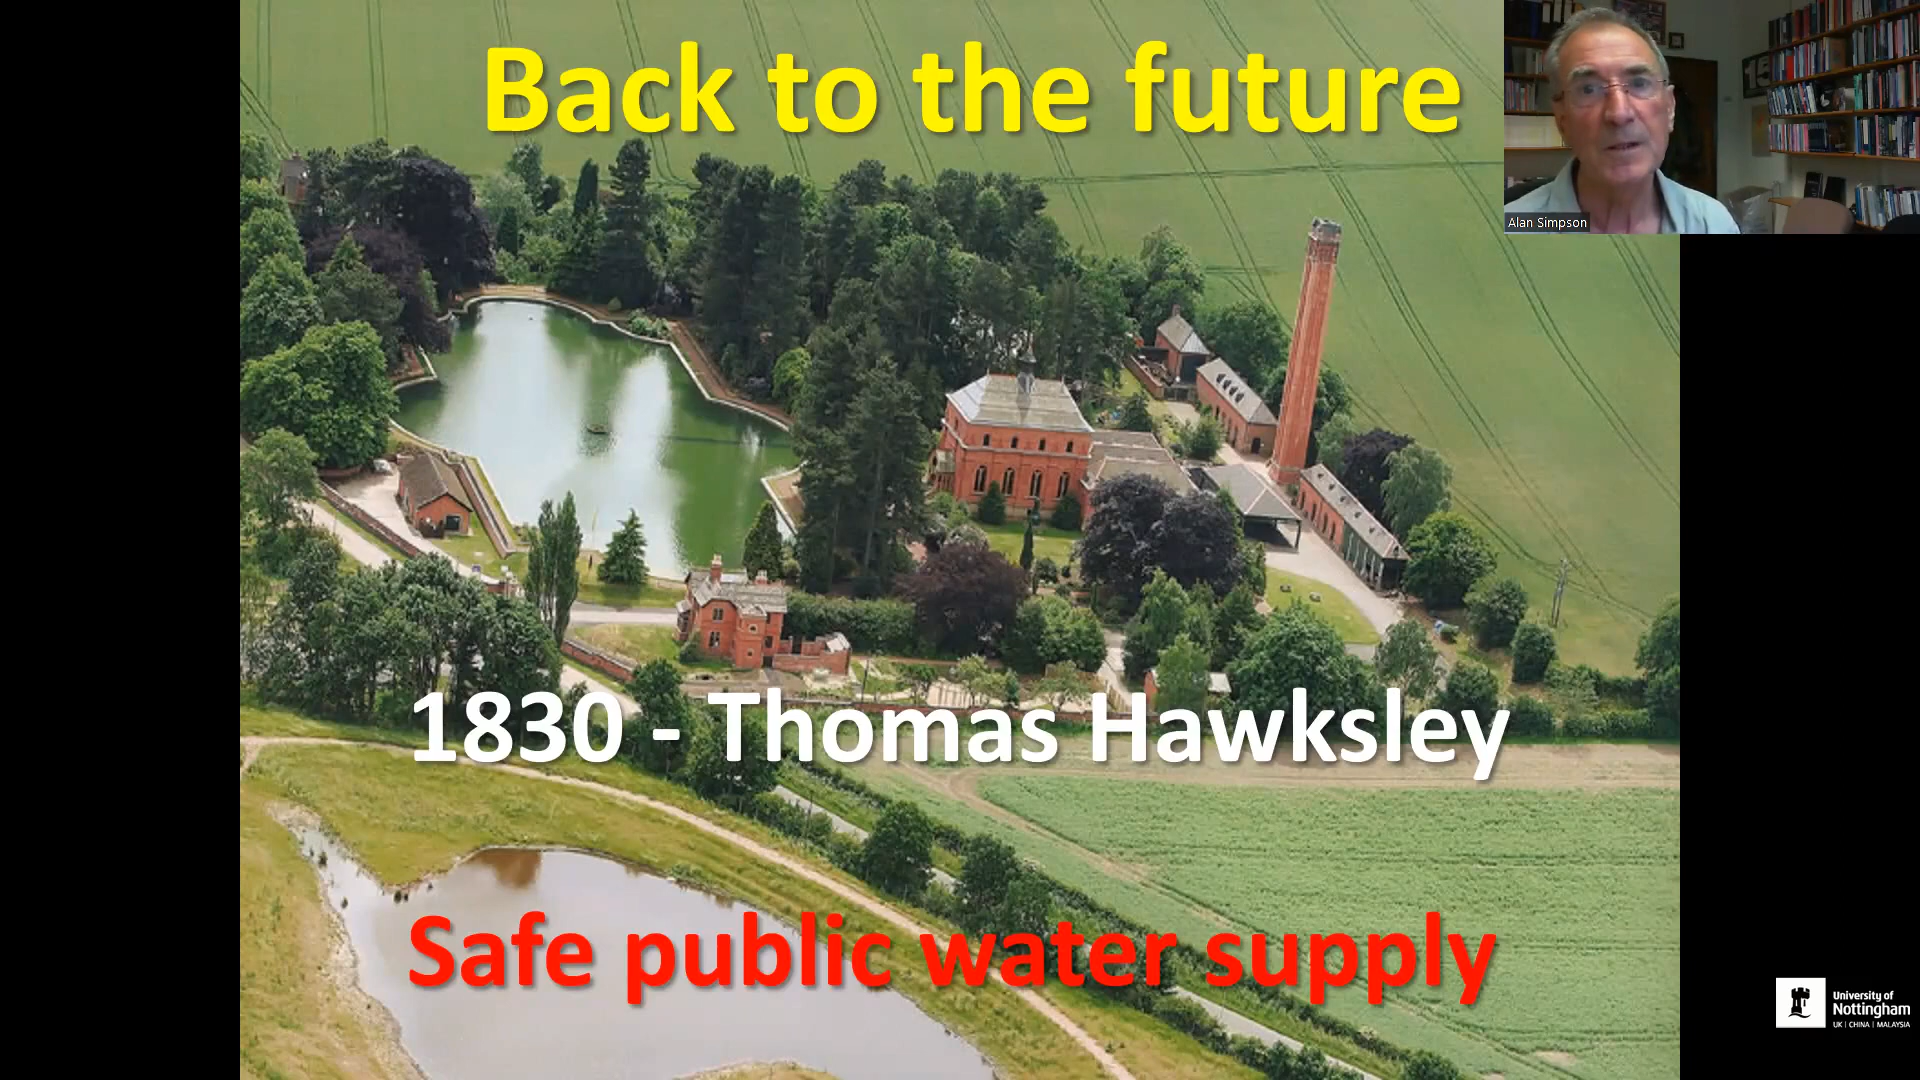 Back to the future
Alan Simpson
1830 - Thomas Hawksley
Safe public water supply
University of
Nottingham
UK | CHINA | MALAYSIA